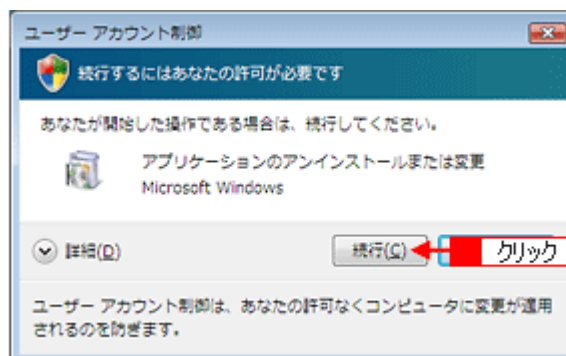 ユーザー アカウント制御
続行するにはあなたの許可が必要です
あなたが開始した操作である場合は、続行してください。
アプリケーションのアンインストールまたは変更
Microsoft Windows
詳細(D)
続行(C)
クリック
ユーザー アカウント制御は、あなたの許可なくコンピュータに変更が適用
されるのを防ぎます。